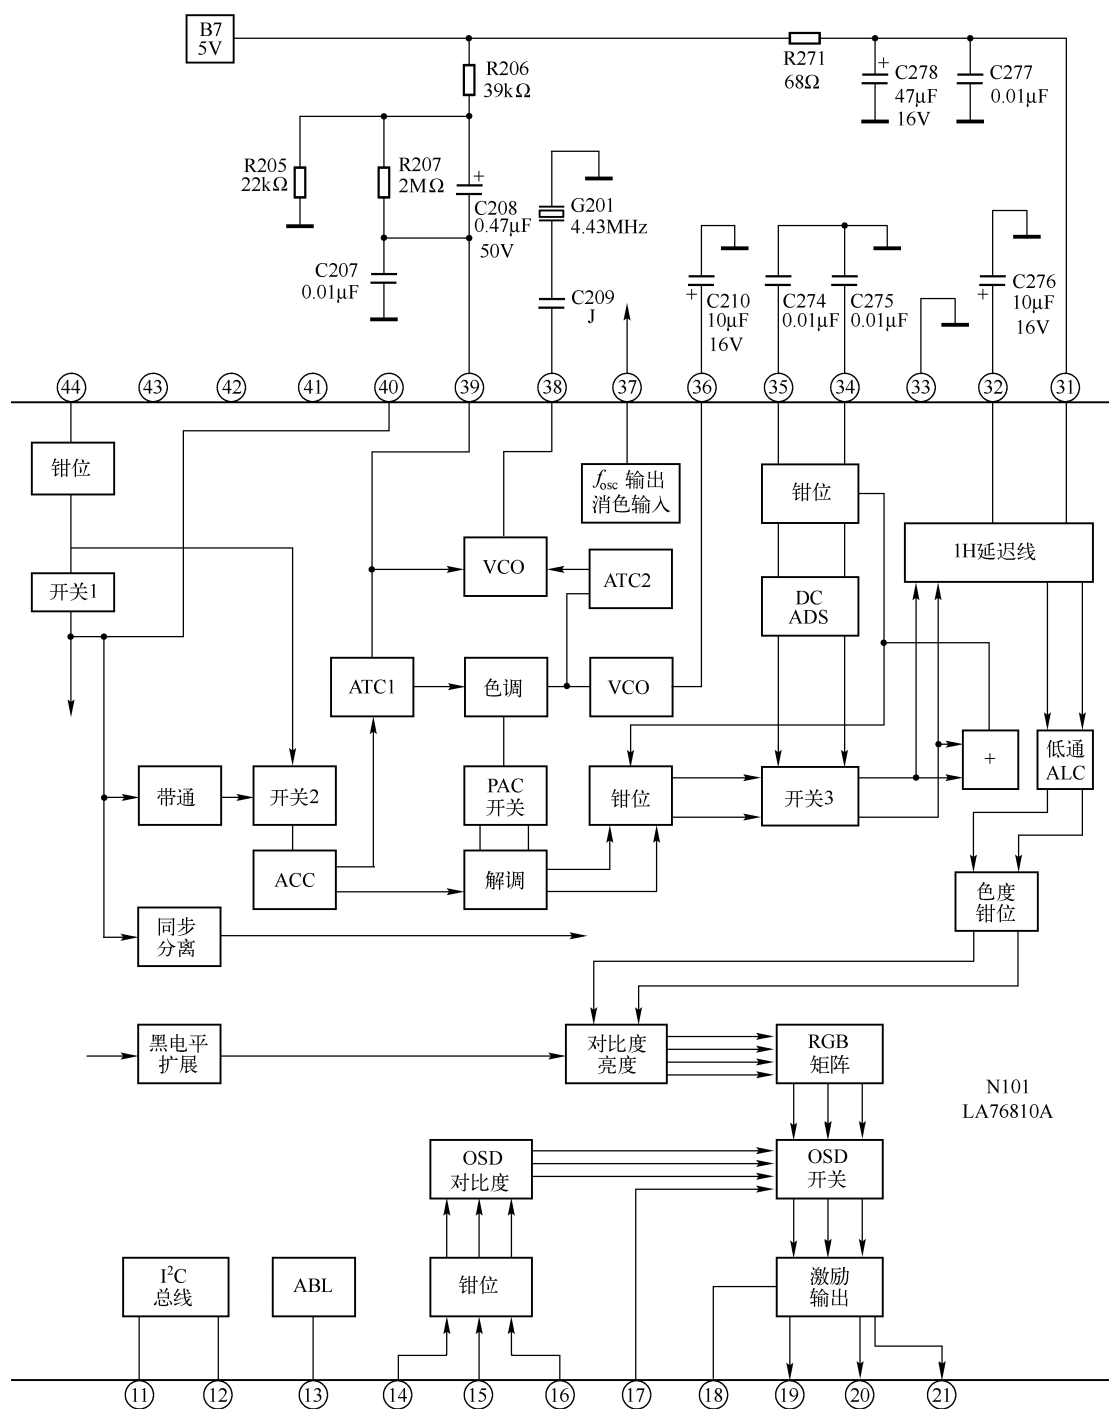 B7
5V
R206
39kΩ
R271
68Ω
C278
47μF
16V
C277
0.01μF
+
R205
22kΩ
R207
2MΩ
+
C208
0.47μF
50V
G201
4.43MHz
C207
0.01μF
C209
J
+
C210
10μF
16V
C274
0.01μF
C275
0.01μF
+
C276
10μF
16V
44
43
42
41
40
39
38
37
36
35
34
33
32
31
钳位
fosc 输出
消色输入
钳位
1H延迟线
开关1
VCO
ATC2
DC
ADS
ATC1
色调
VCO
带通
开关2
PAC
开关
钳位
开关3
+
低通
ALC
ACC
解调
色度
钳位
同步
分离
黑电平
扩展
对比度
亮度
RGB
矩阵
N101
LA76810A
OSD
对比度
OSD
开关
I²C
总线
ABL
钳位
激励
输出
11
12
13
14
15
16
17
18
19
20
21